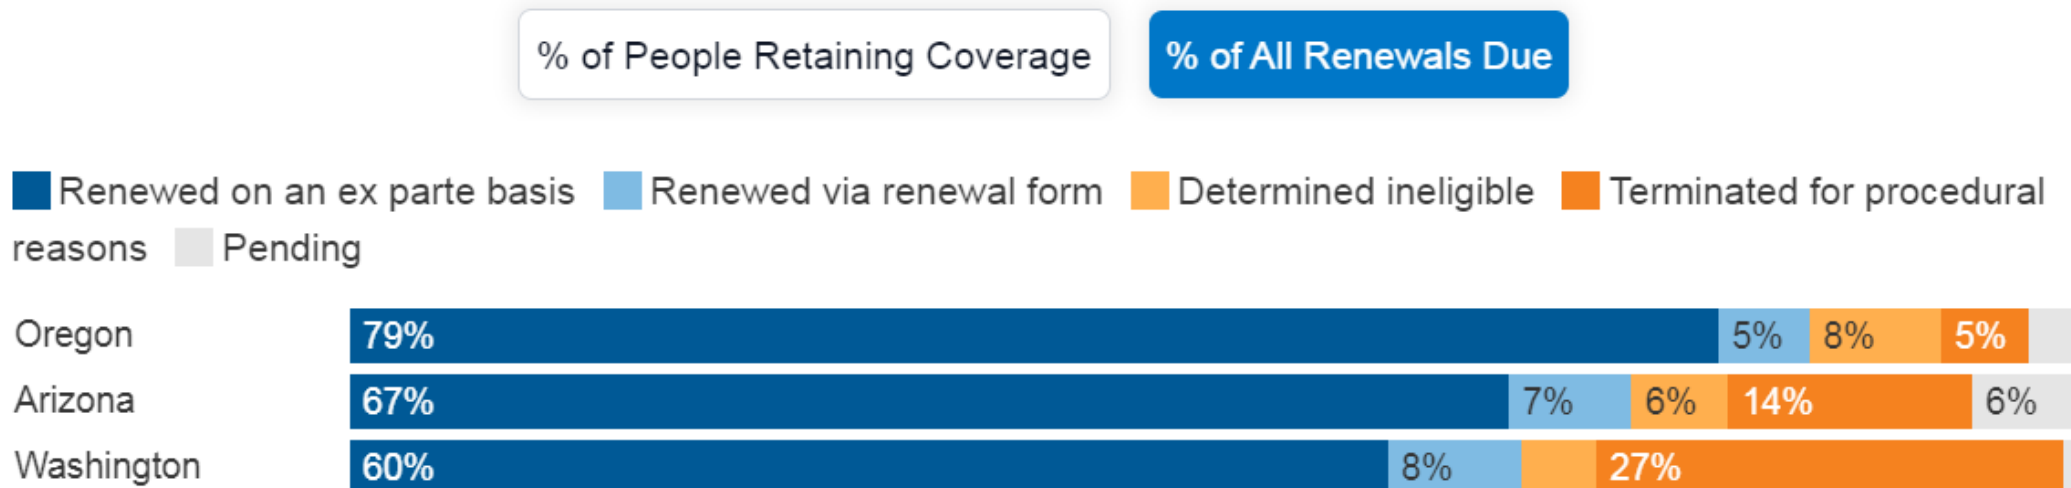 % of People Retaining Coverage % of All Renewals Due
Renewed on an ex parte basis Renewed via renewal form Determined ineligible Terminated for procedural
reasons Pending
Oregon 79% 5% 8% 5%
Arizona 67% 7% 6% 14% 6%
Washington 60% 8% 27%